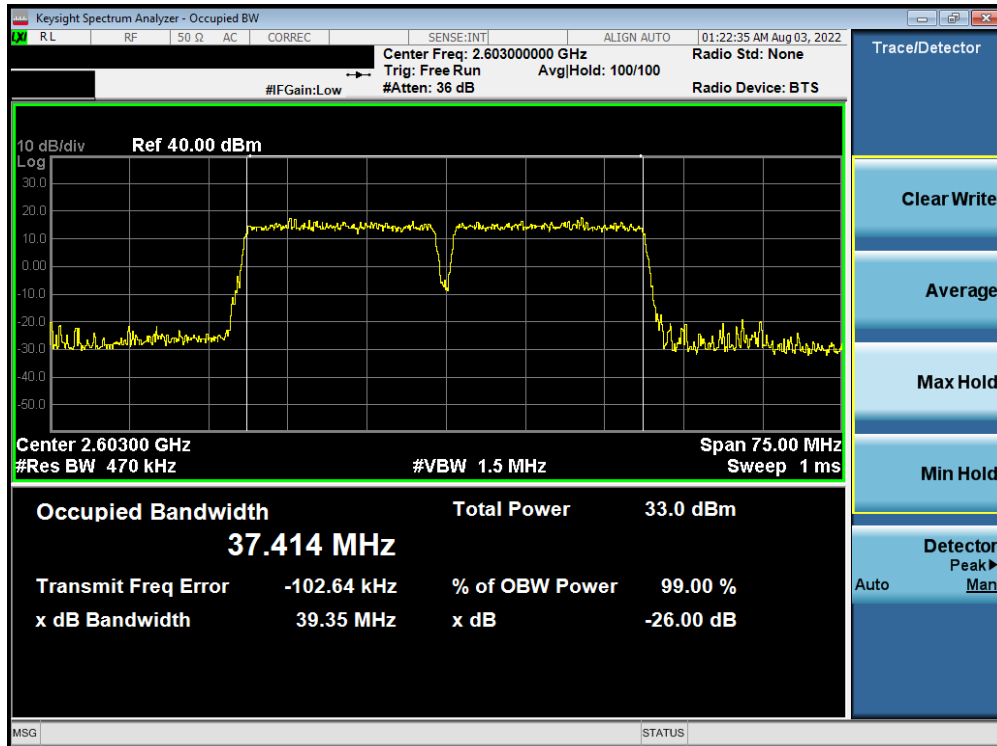 Keysight Spectrum Analyzer - Occupied BW
LXI RL RF 50 Ω AC CORREC SENSE:INT ALIGN AUTO 01:22:35 AM Aug 03, 2022
Center Freq: 2.603000000 GHz Radio Std: None
Trig: Free Run Avg|Hold: 100/100
#IFGain:Low #Atten: 36 dB Radio Device: BTS
Trace/Detector
10 dB/div Ref 40.00 dBm
Log
30.0
20.0
10.0
0.00
-10.0
-20.0
-30.0
-40.0
-50.0
Center 2.60300 GHz Span 75.00 MHz
#Res BW 470 kHz #VBW 1.5 MHz Sweep 1 ms
Occupied Bandwidth Total Power 33.0 dBm
37.414 MHz
Transmit Freq Error -102.64 kHz % of OBW Power 99.00 %
x dB Bandwidth 39.35 MHz x dB -26.00 dB
Clear Write
Average
Max Hold
Min Hold
Detector
Peak▶
Auto Man
MSG STATUS